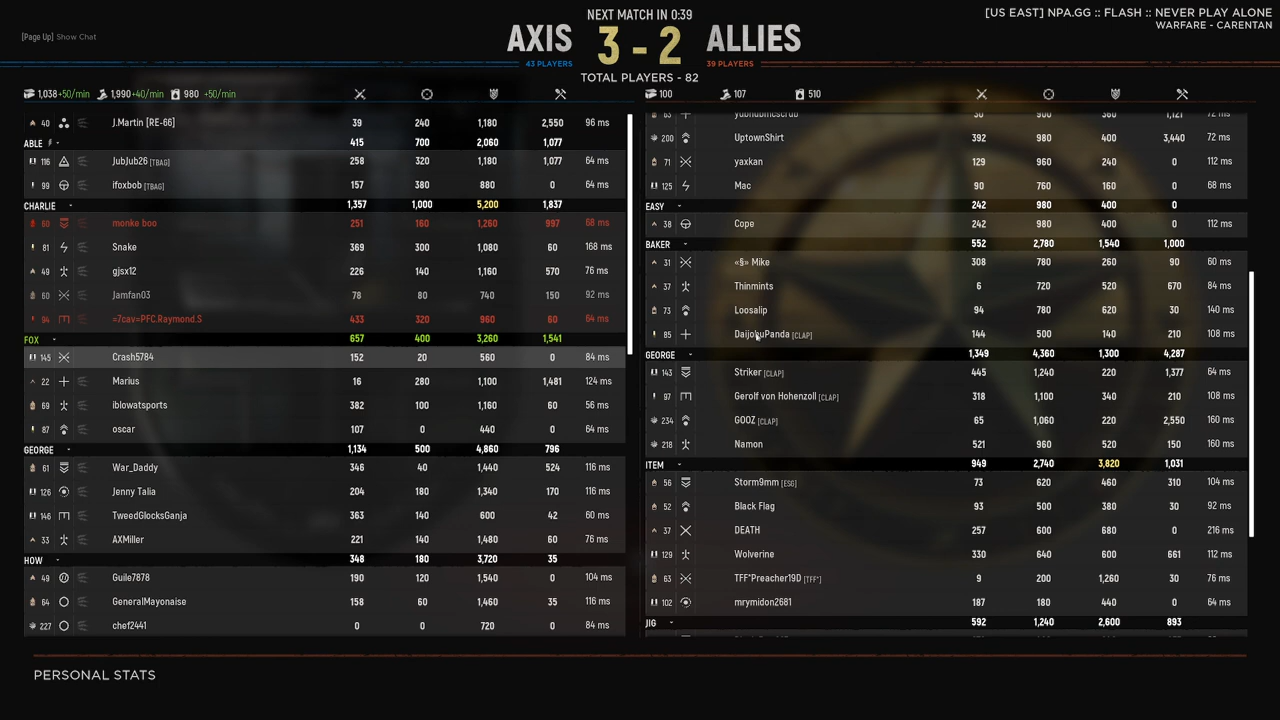 [Page Up] Show Chat
NEXT MATCH IN 0:39
AXIS 3 - 2 ALLIES
43 PLAYERS 39 PLAYERS
TOTAL PLAYERS - 82
[US EAST] NPA.GG :: FLASH :: NEVER PLAY ALONE
WARFARE - CARENTAN
1,038 +50/min 1,990 +40/min 980 +50/min
40 J.Martin [RE-66] 39 240 1,180 2,550 96 ms
ABLE 415 700 2,060 1,077
116 JubJub26 [TBAG] 258 320 1,180 1,077 64 ms
99 ifoxbob [TBAG] 157 380 880 0 64 ms
CHARLIE 1,357 1,000 5,200 1,837
60 monke boo 251 160 1,260 997 68 ms
81 Snake 369 300 1,080 60 168 ms
49 gjsx12 226 140 1,160 570 76 ms
60 Jamfan03 78 80 740 150 92 ms
94 =7cav=PFC.Raymond.S 433 320 960 60 64 ms
FOX 657 400 3,260 1,541
145 Crash5784 152 20 560 0 84 ms
22 Marius 16 280 1,100 1,481 124 ms
69 iblowatsports 382 100 1,160 60 56 ms
87 oscar 107 0 440 0 64 ms
GEORGE 1,134 500 4,860 796
61 War_Daddy 346 40 1,440 524 116 ms
126 Jenny Talia 204 180 1,340 170 116 ms
146 TweedGlocksGanja 363 140 600 42 60 ms
33 AXMiller 221 140 1,480 60 76 ms
HOW 348 180 3,720 35
49 Guile7878 190 120 1,540 0 104 ms
64 GeneralMayonaise 158 60 1,460 35 116 ms
227 chef2441 0 0 720 0 84 ms
100 107 510
200 UptownShirt 392 980 400 3,440 72 ms
71 yaxkan 129 960 240 0 112 ms
125 Mac 90 760 160 0 68 ms
EASY 242 980 400 0
38 Cope 242 980 400 0 112 ms
BAKER 552 2,780 1,540 1,000
31 «§» Mike 308 780 260 90 60 ms
37 Thinmints 6 720 520 670 84 ms
73 Loosalip 94 780 620 30 140 ms
85 DaijobuPanda [CLAP] 144 500 140 210 108 ms
GEORGE 1,349 4,360 1,300 4,287
143 Striker [CLAP] 445 1,240 220 1,377 64 ms
97 Gerolf von Hohenzoll [CLAP] 318 1,100 340 210 108 ms
234 GOOZ [CLAP] 65 1,060 220 2,550 160 ms
218 Namon 521 960 520 150 160 ms
ITEM 949 2,740 3,820 1,031
56 Storm9mm [ESG] 73 620 460 310 104 ms
52 Black Flag 93 500 380 30 92 ms
37 DEATH 257 600 680 0 216 ms
129 Wolverine 330 640 600 661 112 ms
63 TFF*Preacher19D [TFF*] 9 200 1,260 30 76 ms
102 mrymidon2681 187 180 440 0 64 ms
JIG 592 1,240 2,600 893
PERSONAL STATS